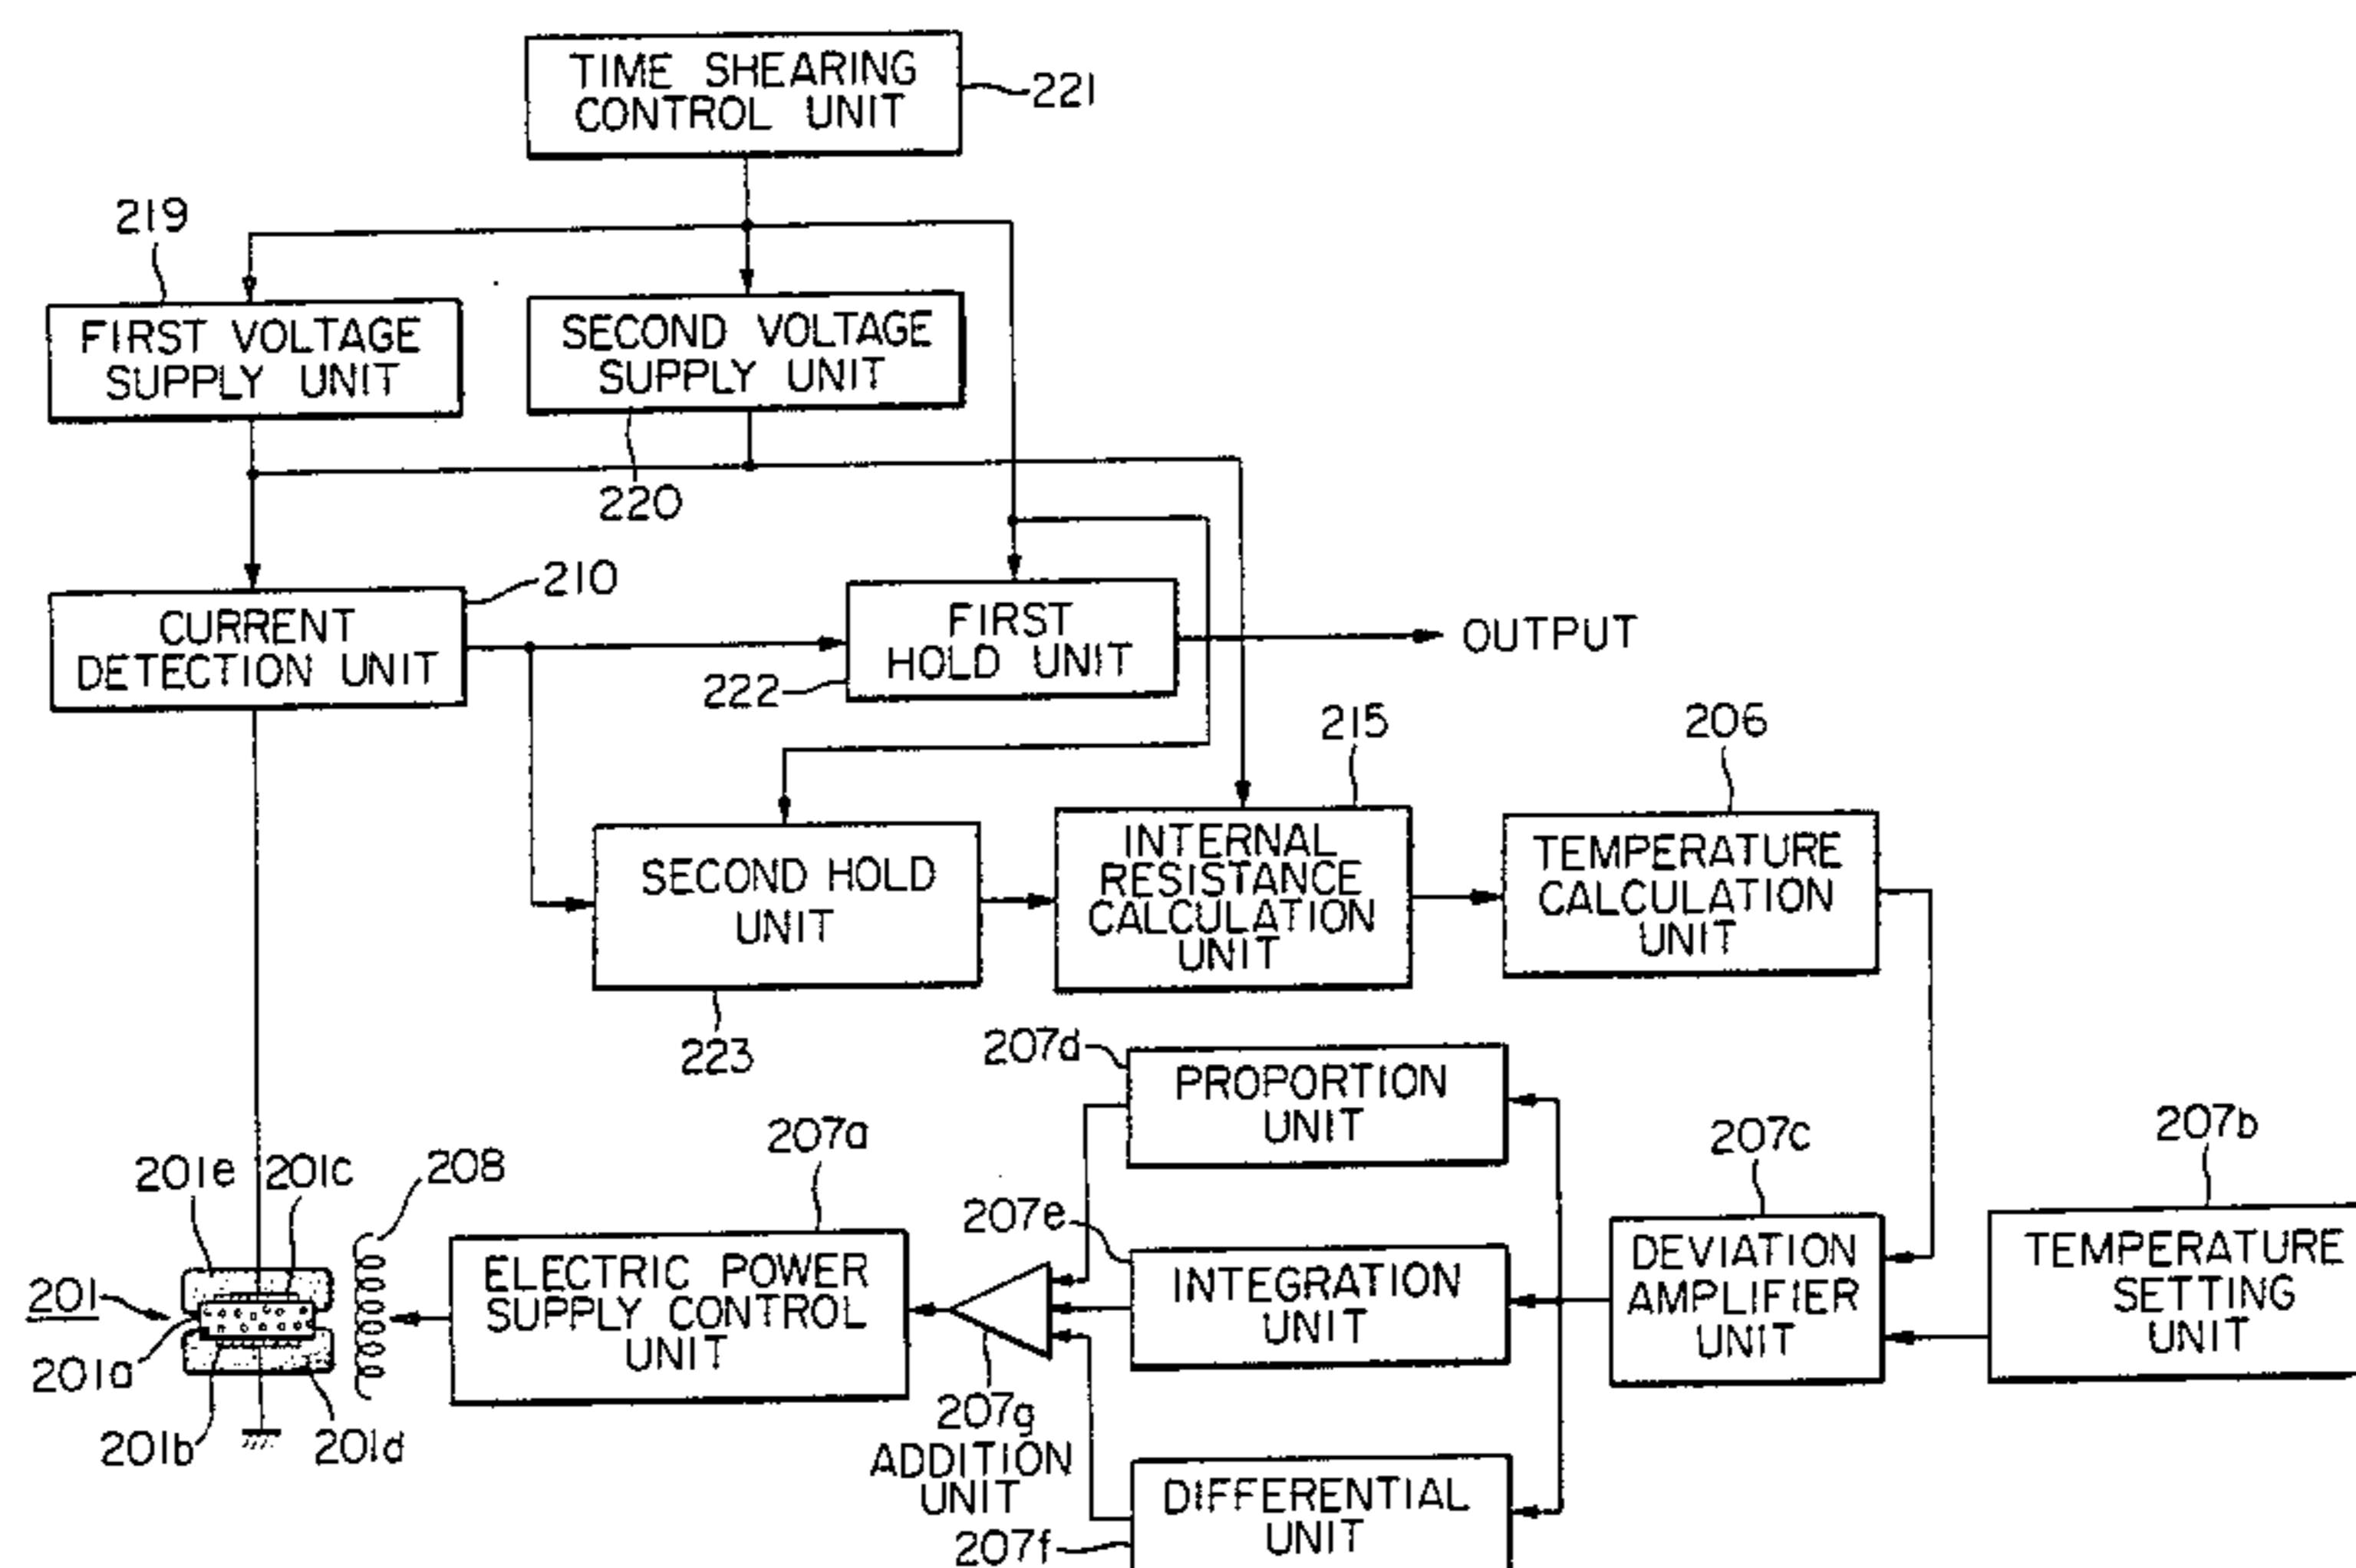 TIME SHEARING
CONTROL UNIT
221
219
FIRST VOLTAGE
SUPPLY UNIT
SECOND VOLTAGE
SUPPLY UNIT
220
210
CURRENT
DETECTION UNIT
FIRST
HOLD UNIT
222
OUTPUT
215
206
SECOND HOLD
UNIT
223
INTERNAL
RESISTANCE
CALCULATION
UNIT
TEMPERATURE
CALCULATION
UNIT
207d
PROPORTION
UNIT
207a
207c
207b
201e
201c
208
207e
ELECTRIC POWER
SUPPLY CONTROL
UNIT
INTEGRATION
UNIT
DEVIATION
AMPLIFIER
UNIT
TEMPERATURE
SETTING
UNIT
201
201a
201b
201d
207g
ADDITION
UNIT
DIFFERENTIAL
UNIT
207f